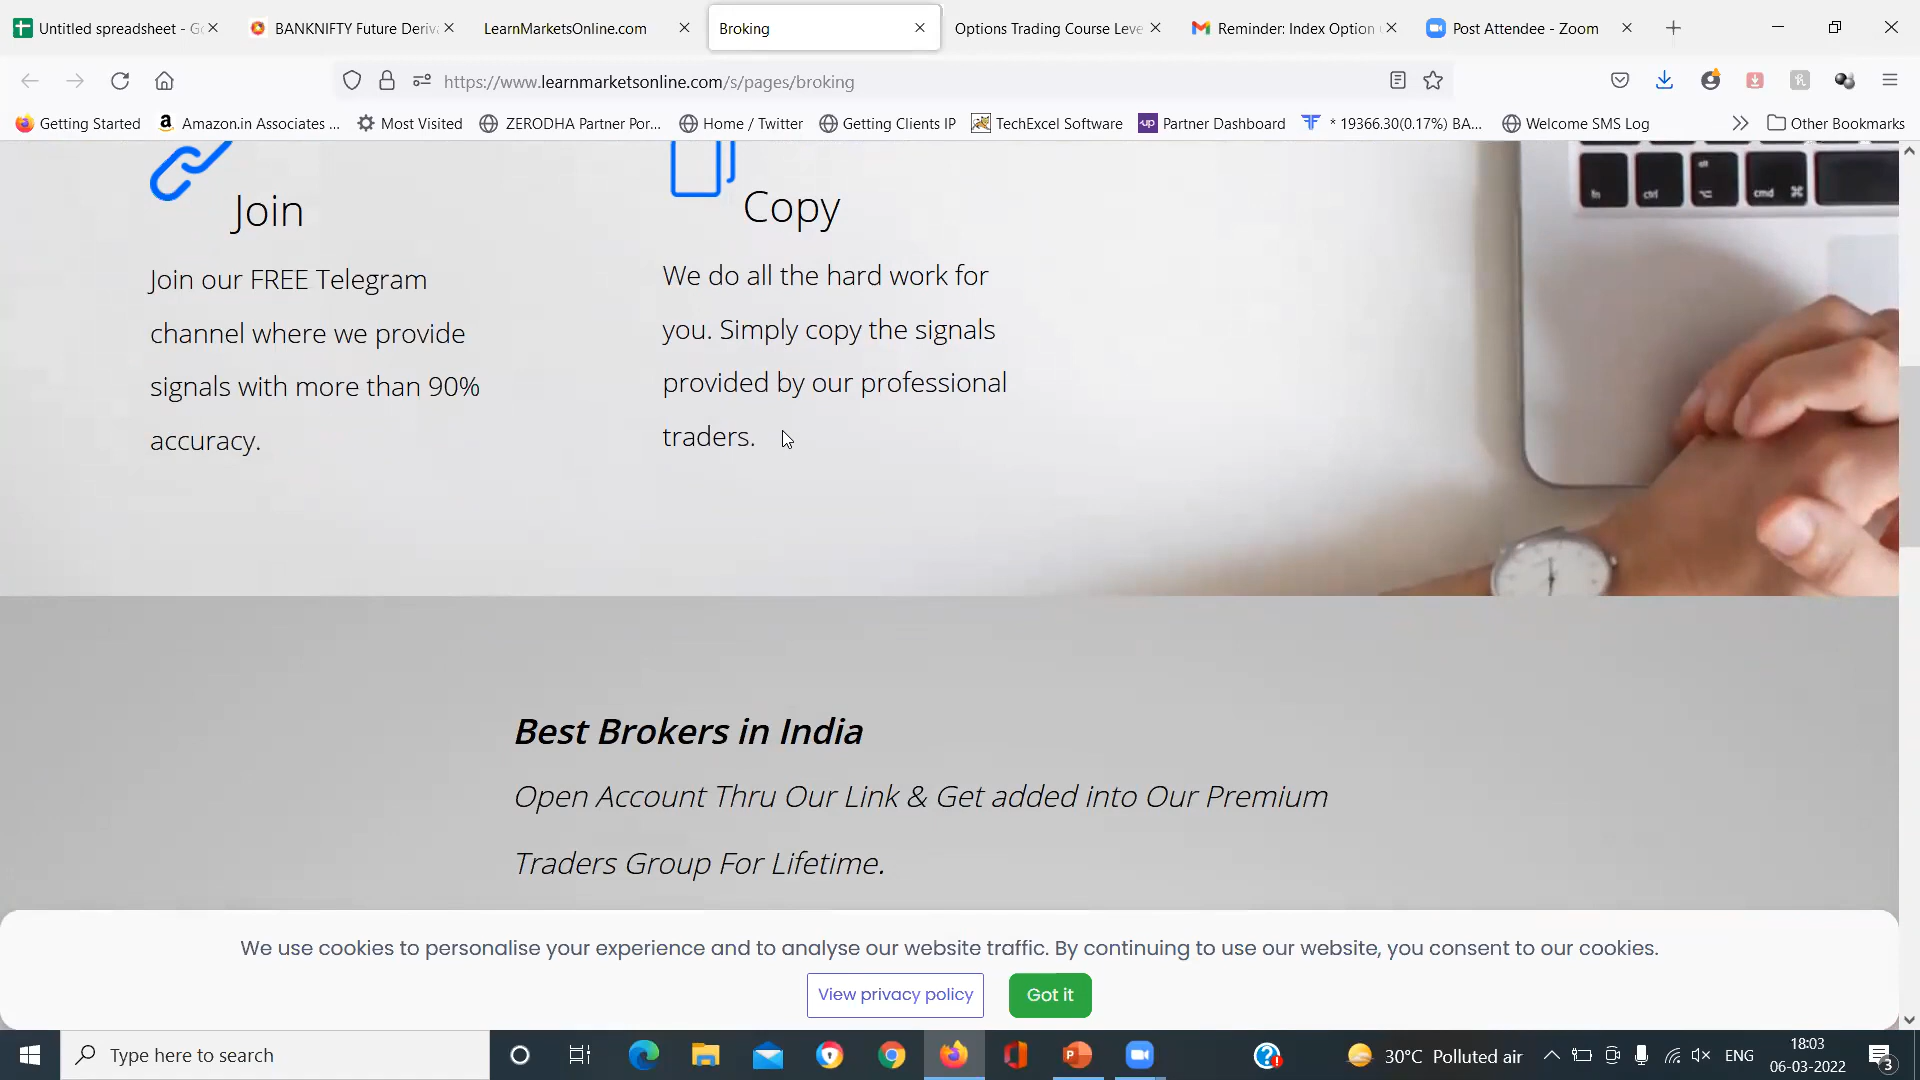 Untitled spreadsheet - Go
BANKNIFTY Future Deriv
LearnMarketsOnline.com
Broking
Options Trading Course Leve
Reminder: Index Option
Post Attendee - Zoom
https://www.learnmarketsonline.com/s/pages/broking
Getting Started
Amazon.in Associates ...
Most Visited
ZERODHA Partner Por...
Home / Twitter
Getting Clients IP
TechExcel Software
up Partner Dashboard
* 19366.30(0.17%) BA...
Welcome SMS Log
Other Bookmarks
Join
Join our FREE Telegram
channel where we provide
signals with more than 90%
accuracy.
Copy
We do all the hard work for
you. Simply copy the signals
provided by our professional
traders.
fn
ctrl
alt
cmd ⌘
Best Brokers in India
Open Account Thru Our Link & Get added into Our Premium
Traders Group For Lifetime.
We use cookies to personalise your experience and to analyse our website traffic. By continuing to use our website, you consent to our cookies.
View privacy policy
Got it
Type here to search
30°C Polluted air
ENG
18:03
06-03-2022
3